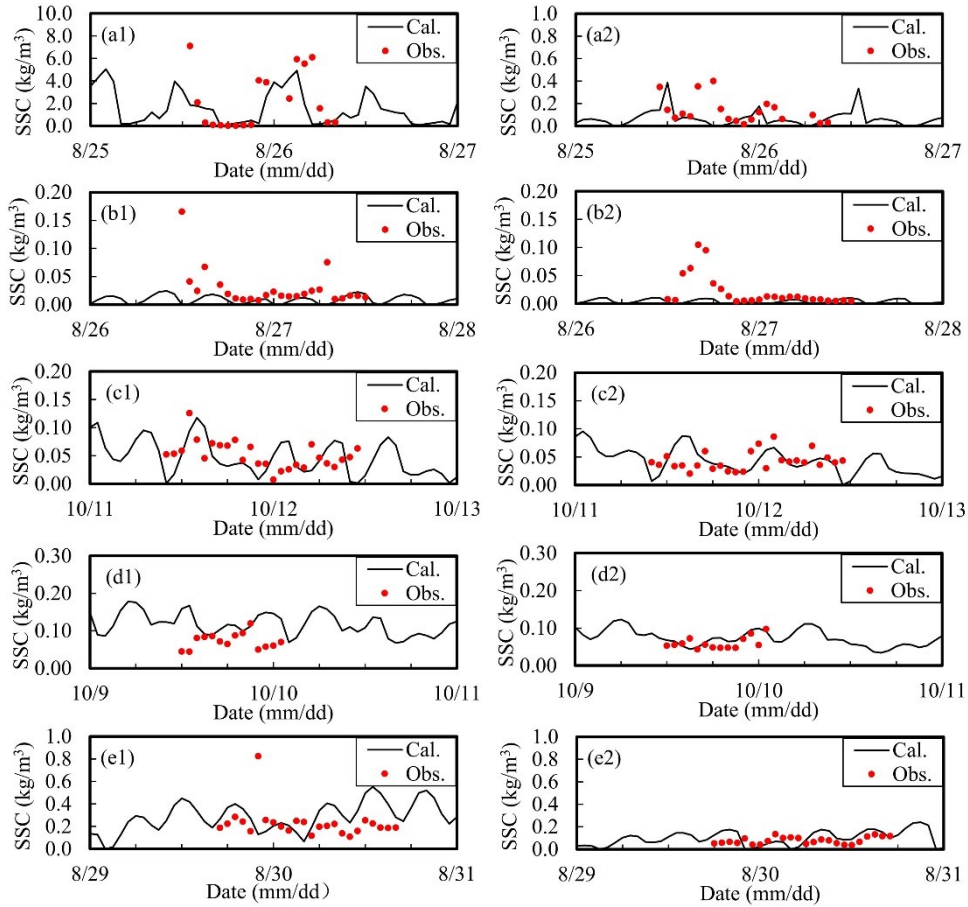 (a1)
Cal.
Obs.
SSC (kg/m³)
10.0
8.0
6.0
4.0
2.0
0.0
8/25 8/26 8/27
Date (mm/dd)
(a2)
Cal.
Obs.
SSC (kg/m³)
1.0
0.8
0.6
0.4
0.2
0.0
8/25 8/26 8/27
Date (mm/dd)
(b1)
Cal.
Obs.
SSC (kg/m³)
0.20
0.15
0.10
0.05
0.00
8/26 8/27 8/28
Date (mm/dd)
(b2)
Cal.
Obs.
SSC (kg/m³)
0.20
0.15
0.10
0.05
0.00
8/26 8/27 8/28
Date (mm/dd)
(c1)
Cal.
Obs.
SSC (kg/m³)
0.20
0.15
0.10
0.05
0.00
10/11 10/12 10/13
Date (mm/dd)
(c2)
Cal.
Obs.
SSC (kg/m³)
0.20
0.15
0.10
0.05
0.00
10/11 10/12 10/13
Date (mm/dd)
(d1)
Cal.
Obs.
SSC (kg/m³)
0.30
0.20
0.10
0.00
10/9 10/10 10/11
Date (mm/dd)
(d2)
Cal.
Obs.
SSC (kg/m³)
0.30
0.20
0.10
0.00
10/9 10/10 10/11
Date (mm/dd)
(e1)
Cal.
Obs.
SSC (kg/m³)
1.0
0.8
0.6
0.4
0.2
0.0
8/29 8/30 8/31
Date (mm/dd）
(e2)
Cal.
Obs.
SSC (kg/m³)
1.0
0.8
0.6
0.4
0.2
0.0
8/29 8/30 8/31
Date (mm/dd)